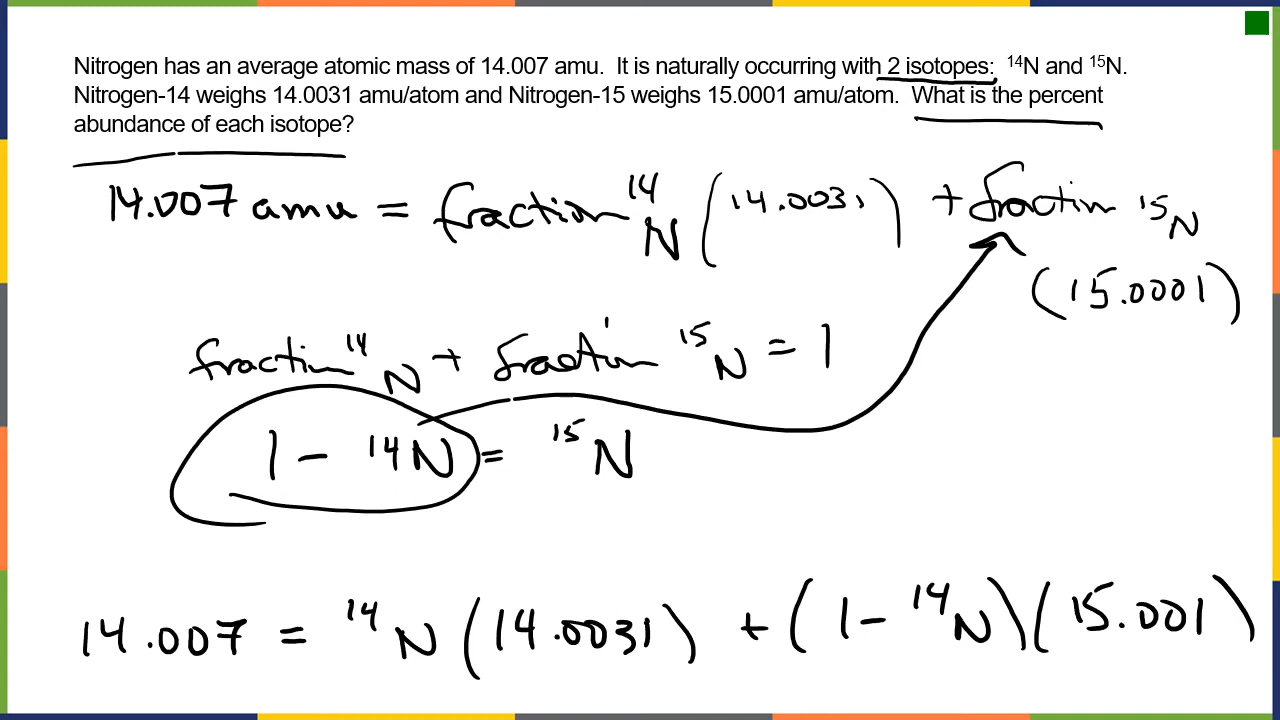 Nitrogen has an average atomic mass of 14.007 amu. It is naturally occurring with 2 isotopes: ¹⁴N and ¹⁵N.
Nitrogen-14 weighs 14.0031 amu/atom and Nitrogen-15 weighs 15.0001 amu/atom. What is the percent
abundance of each isotope?
14.007 amu = fraction ¹⁴N (14.0031) + fraction ¹⁵N
(15.0001)
fraction ¹⁴N + fraction ¹⁵N = 1
1 - ¹⁴N = ¹⁵N
14.007 = ¹⁴N (14.0031) + (1 - ¹⁴N)(15.001)